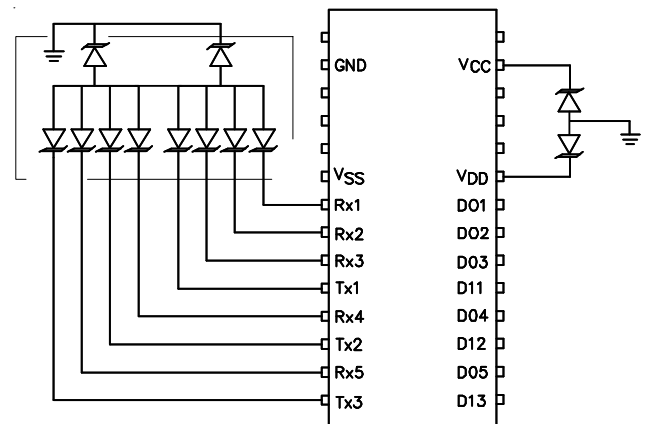 GND VCC
VSS VDD
Rx1 DO1
Rx2 DO2
Rx3 DO3
Tx1 D11
Rx4 DO4
Tx2 D12
Rx5 DO5
Tx3 D13